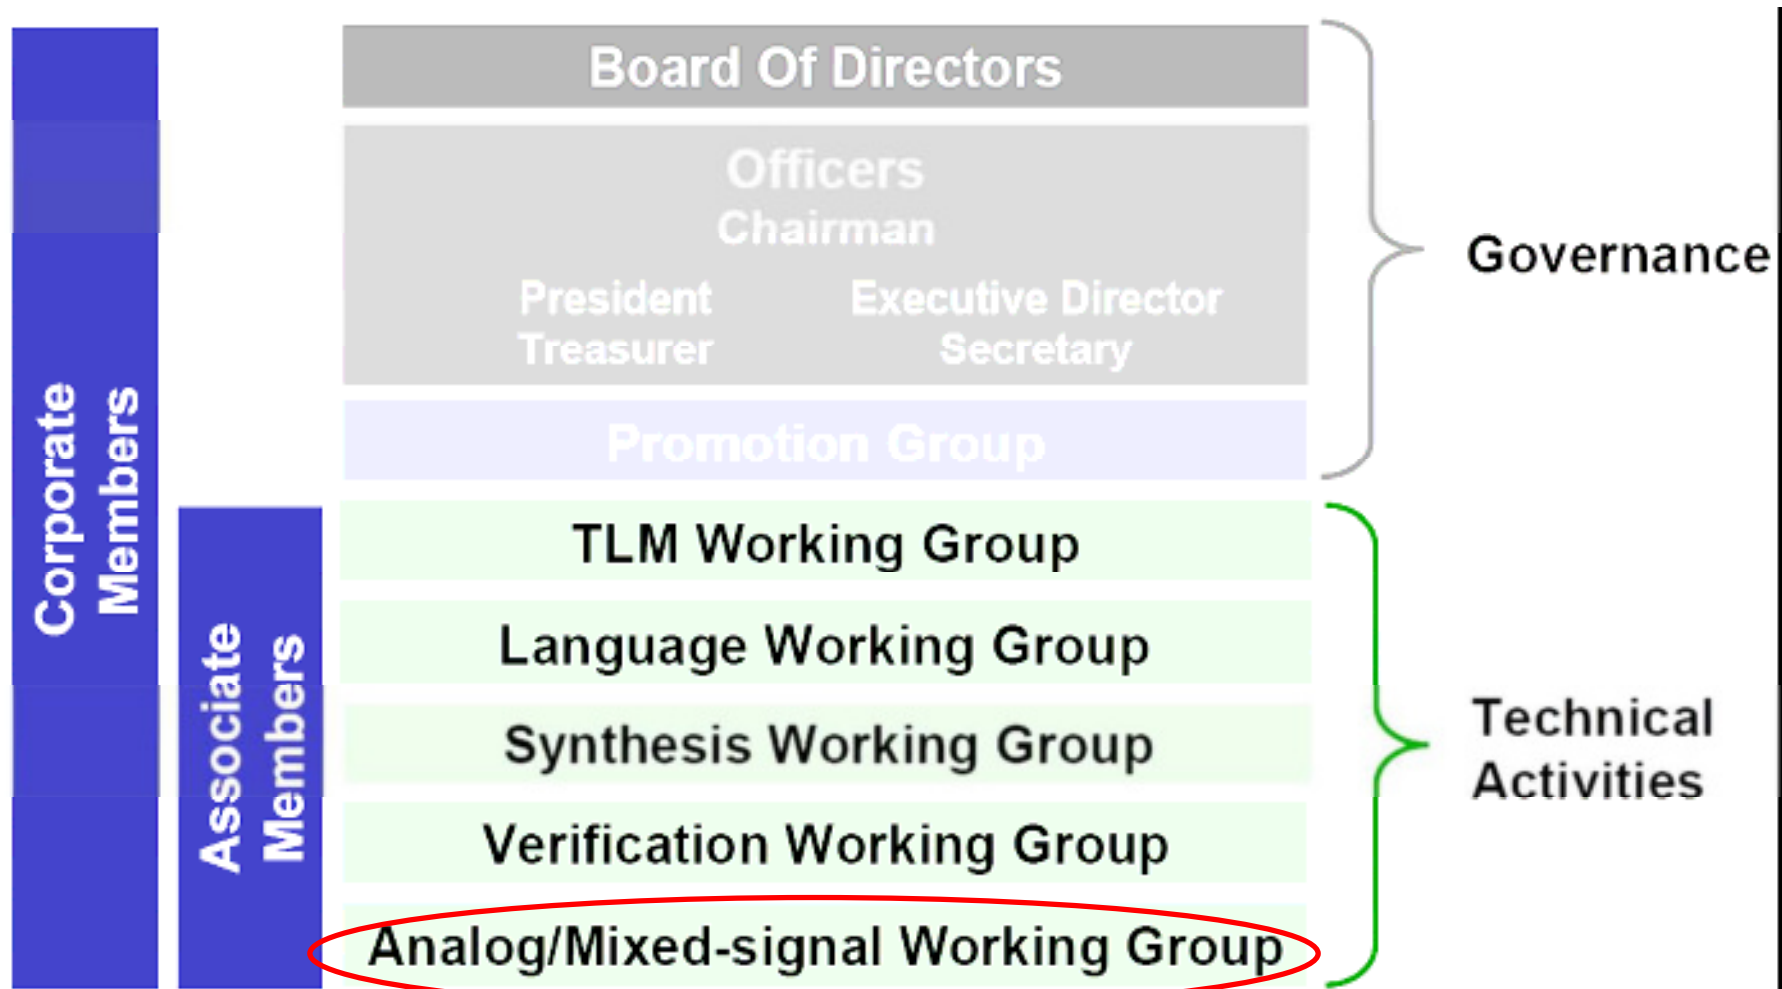 Corporate
Members
Associate
Members
Board Of Directors
Officers
Chairman
President Executive Director
Treasurer Secretary
Promotion Group
TLM Working Group
Language Working Group
Synthesis Working Group
Verification Working Group
Analog/Mixed-signal Working Group
Governance
Technical
Activities